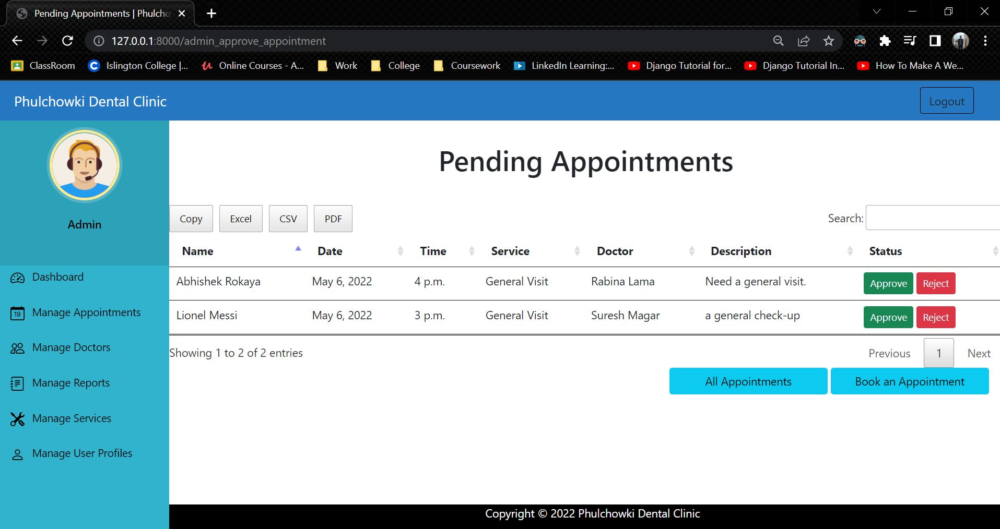 Pending Appointments | Phulcho
127.0.0.1:8000/admin_approve_appointment
ClassRoom Islington College |... Online Courses - A... Work College Coursework LinkedIn Learning:... Django Tutorial for... Django Tutorial In... How To Make A We...
Phulchowki Dental Clinic Logout
Admin
Dashboard
19 Manage Appointments
Manage Doctors
Manage Reports
Manage Services
Manage User Profiles
Pending Appointments
Copy Excel CSV PDF Search:
Name Date Time Service Doctor Description Status
Abhishek Rokaya May 6, 2022 4 p.m. General Visit Rabina Lama Need a general visit. Approve Reject
Lionel Messi May 6, 2022 3 p.m. General Visit Suresh Magar a general check-up Approve Reject
Showing 1 to 2 of 2 entries Previous 1 Next
All Appointments Book an Appointment
Copyright © 2022 Phulchowki Dental Clinic